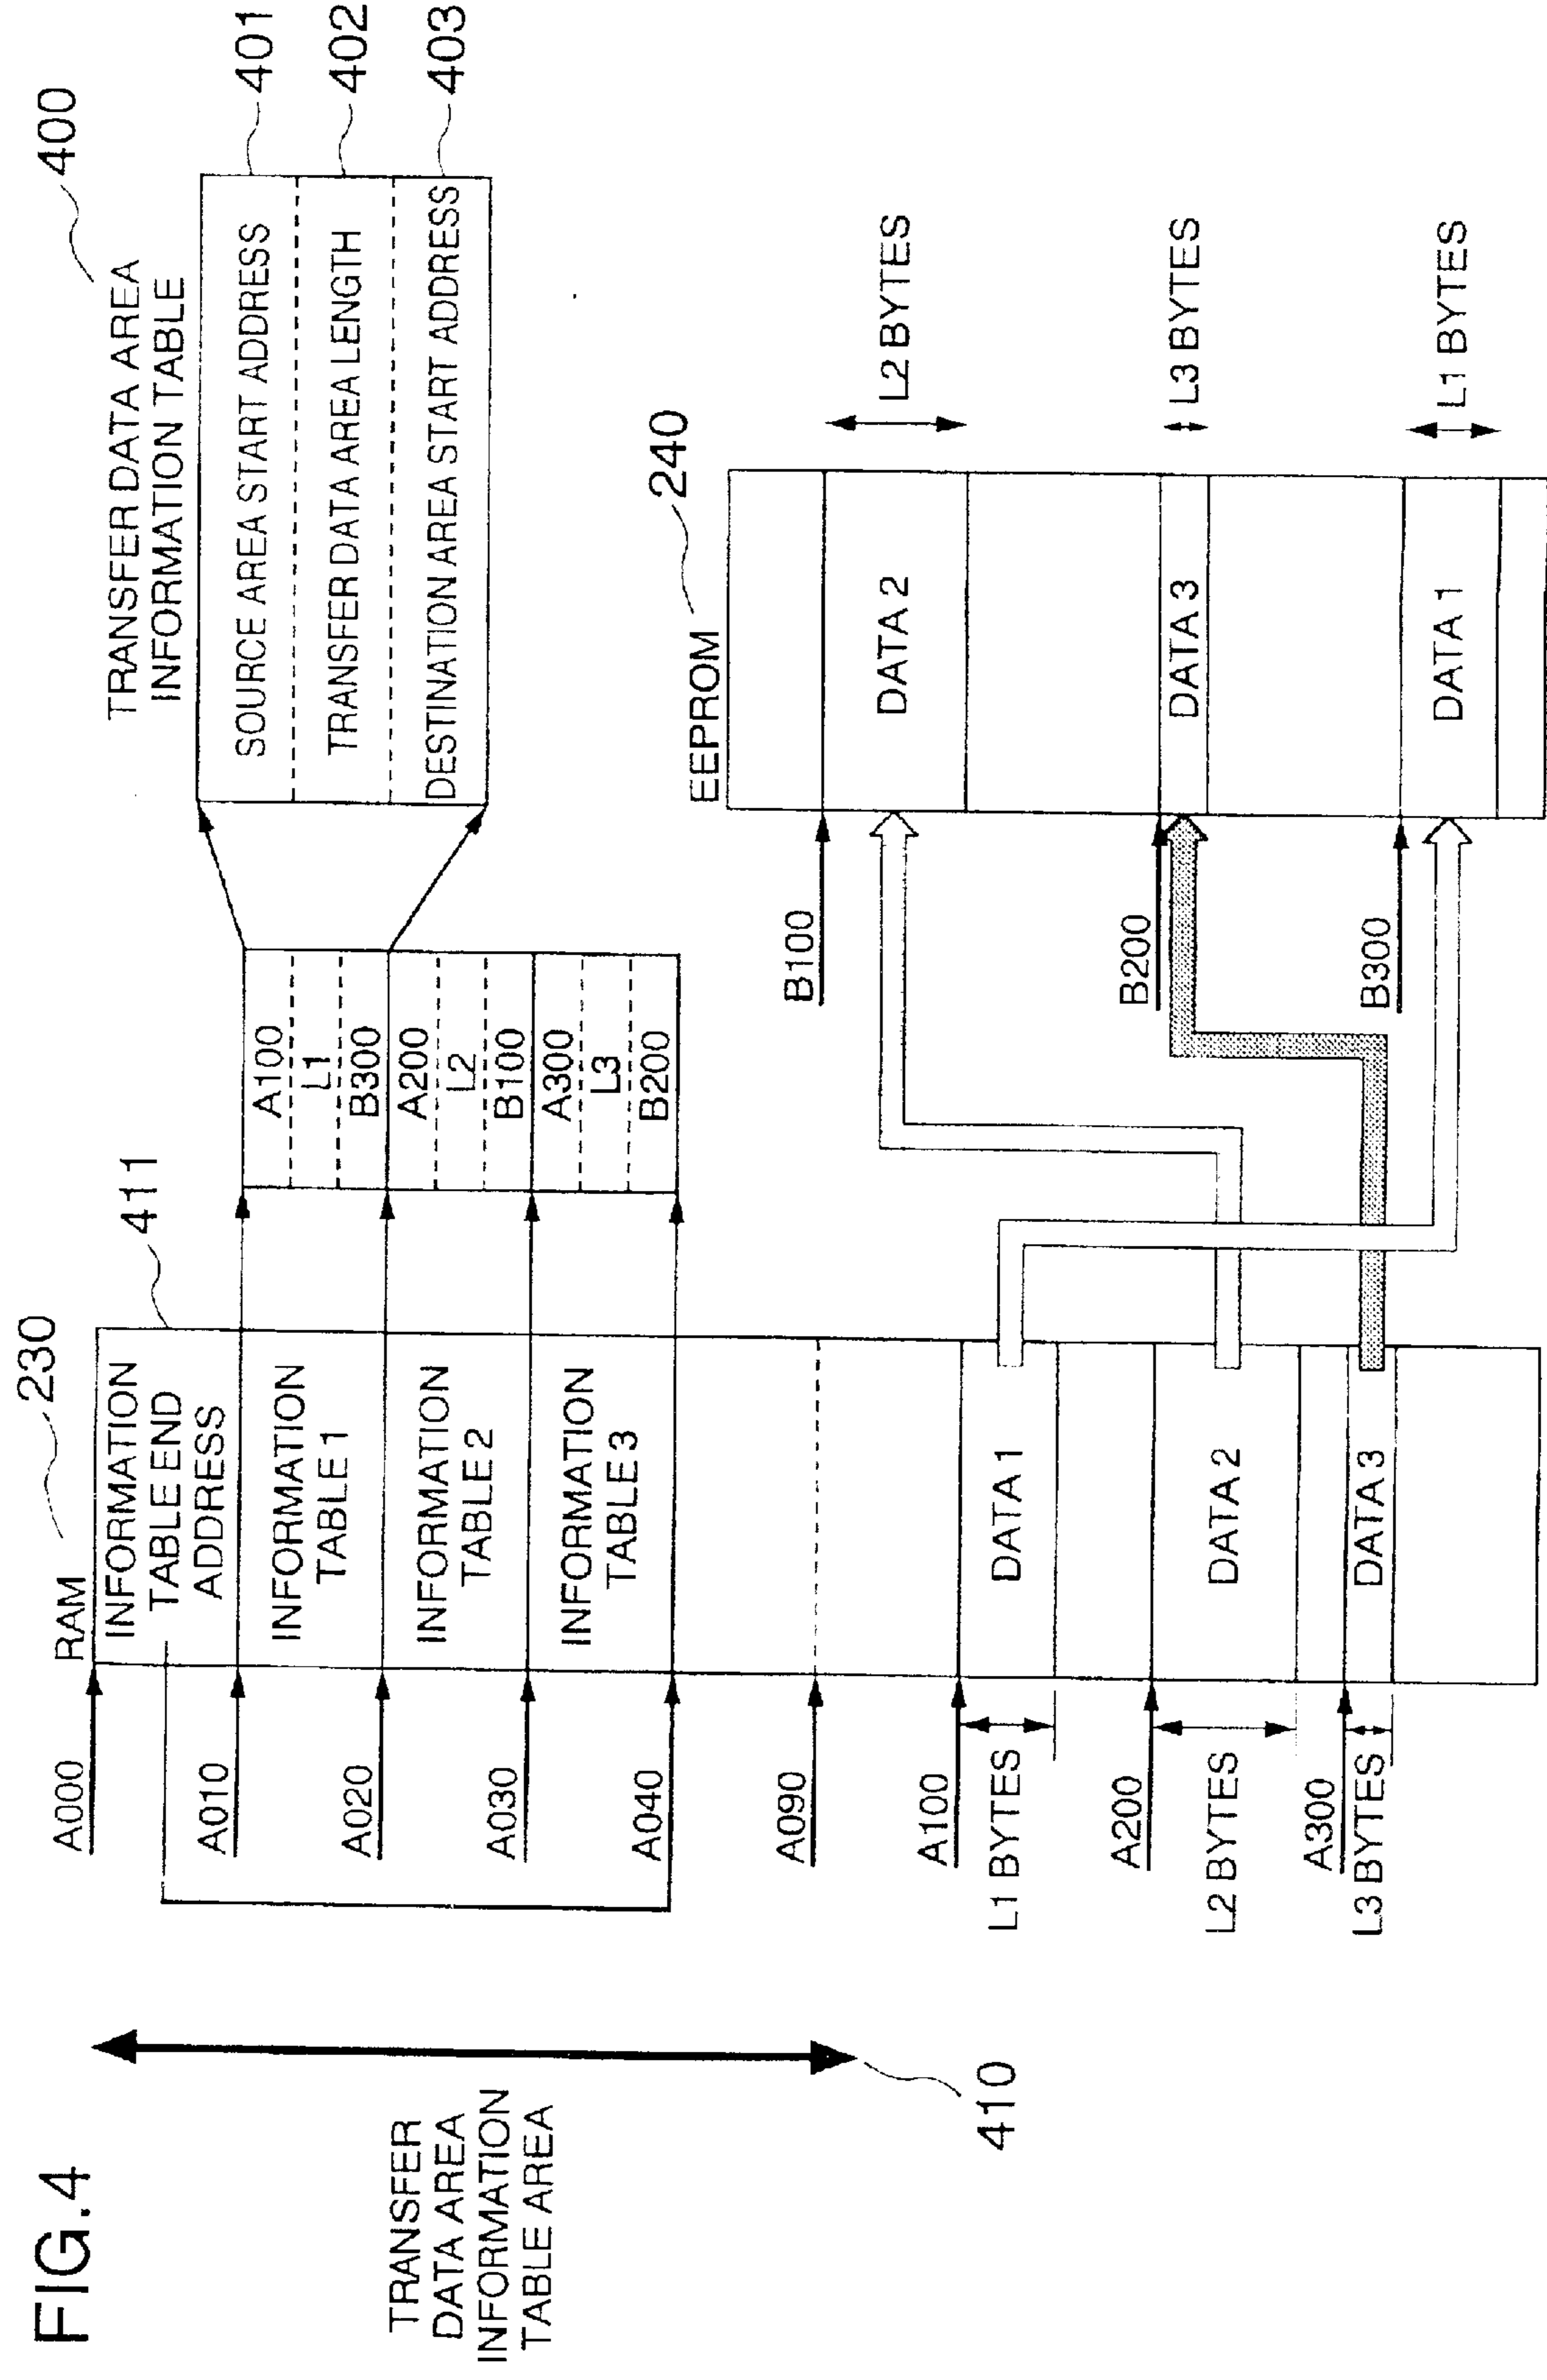 FIG.4
TRANSFER
DATA AREA
INFORMATION
TABLE AREA
410
RAM
230
A000
A010
A020
A030
A040
A090
A100
L1 BYTES
A200
L2 BYTES
A300
L3 BYTES
INFORMATION
TABLE END
ADDRESS
411
INFORMATION
TABLE 1
INFORMATION
TABLE 2
INFORMATION
TABLE 3
DATA 1
DATA 2
DATA 3
A100
L1
B300
A200
L2
B100
A300
L3
B200
TRANSFER DATA AREA
INFORMATION TABLE
400
SOURCE AREA START ADDRESS
401
TRANSFER DATA AREA LENGTH
402
DESTINATION AREA START ADDRESS
403
EEPROM
240
B100
B200
B300
DATA 2
DATA 3
DATA 1
L2 BYTES
L3 BYTES
L1 BYTES